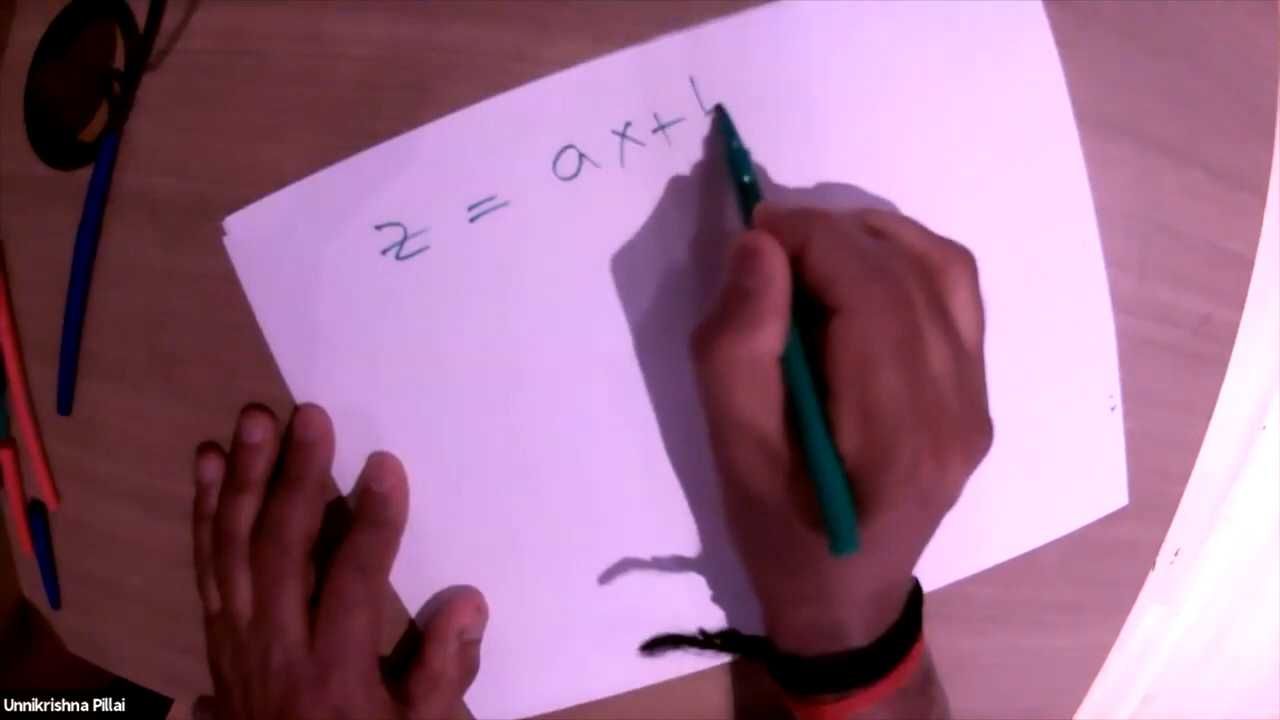 z = ax+b
Unnikrishna Pillai